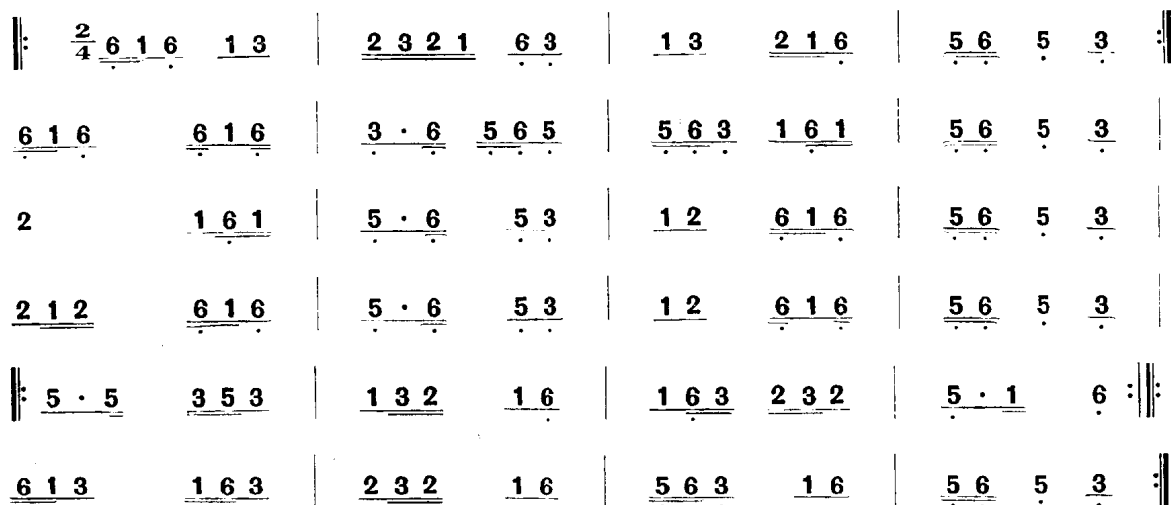 ‖: 2/4 6̣ 1 6̣ 1 3 | 2 3 2 1 6̣ 3̣ | 1 3 2 1 6̣ | 5̣ 6̣ 5̣ 3̣ :‖
6̣ 1 6̣ 6̣ 1 6̣ | 3̣ · 6̣ 5̣ 6̣ 5̣ | 5̣ 6̣ 3̣ 1 6̣ 1 | 5̣ 6̣ 5̣ 3̣ |
2 1 6̣ 1 | 5̣ · 6̣ 5̣ 3̣ | 1 2 6̣ 1 6̣ | 5̣ 6̣ 5̣ 3̣ |
2 1 2 6̣ 1 6̣ | 5̣ · 6̣ 5̣ 3̣ | 1 2 6̣ 1 6̣ | 5̣ 6̣ 5̣ 3̣ |
‖: 5 · 5 3 5 3 | 1 3 2 1 6̣ | 1 6̣ 3 2 3 2 | 5̣ · 1 6̣ :‖:
6 1 3 1 6 3 | 2 3 2 1 6 | 5 6 3 1 6 | 5̣ 6̣ 5̣ 3̣ :‖